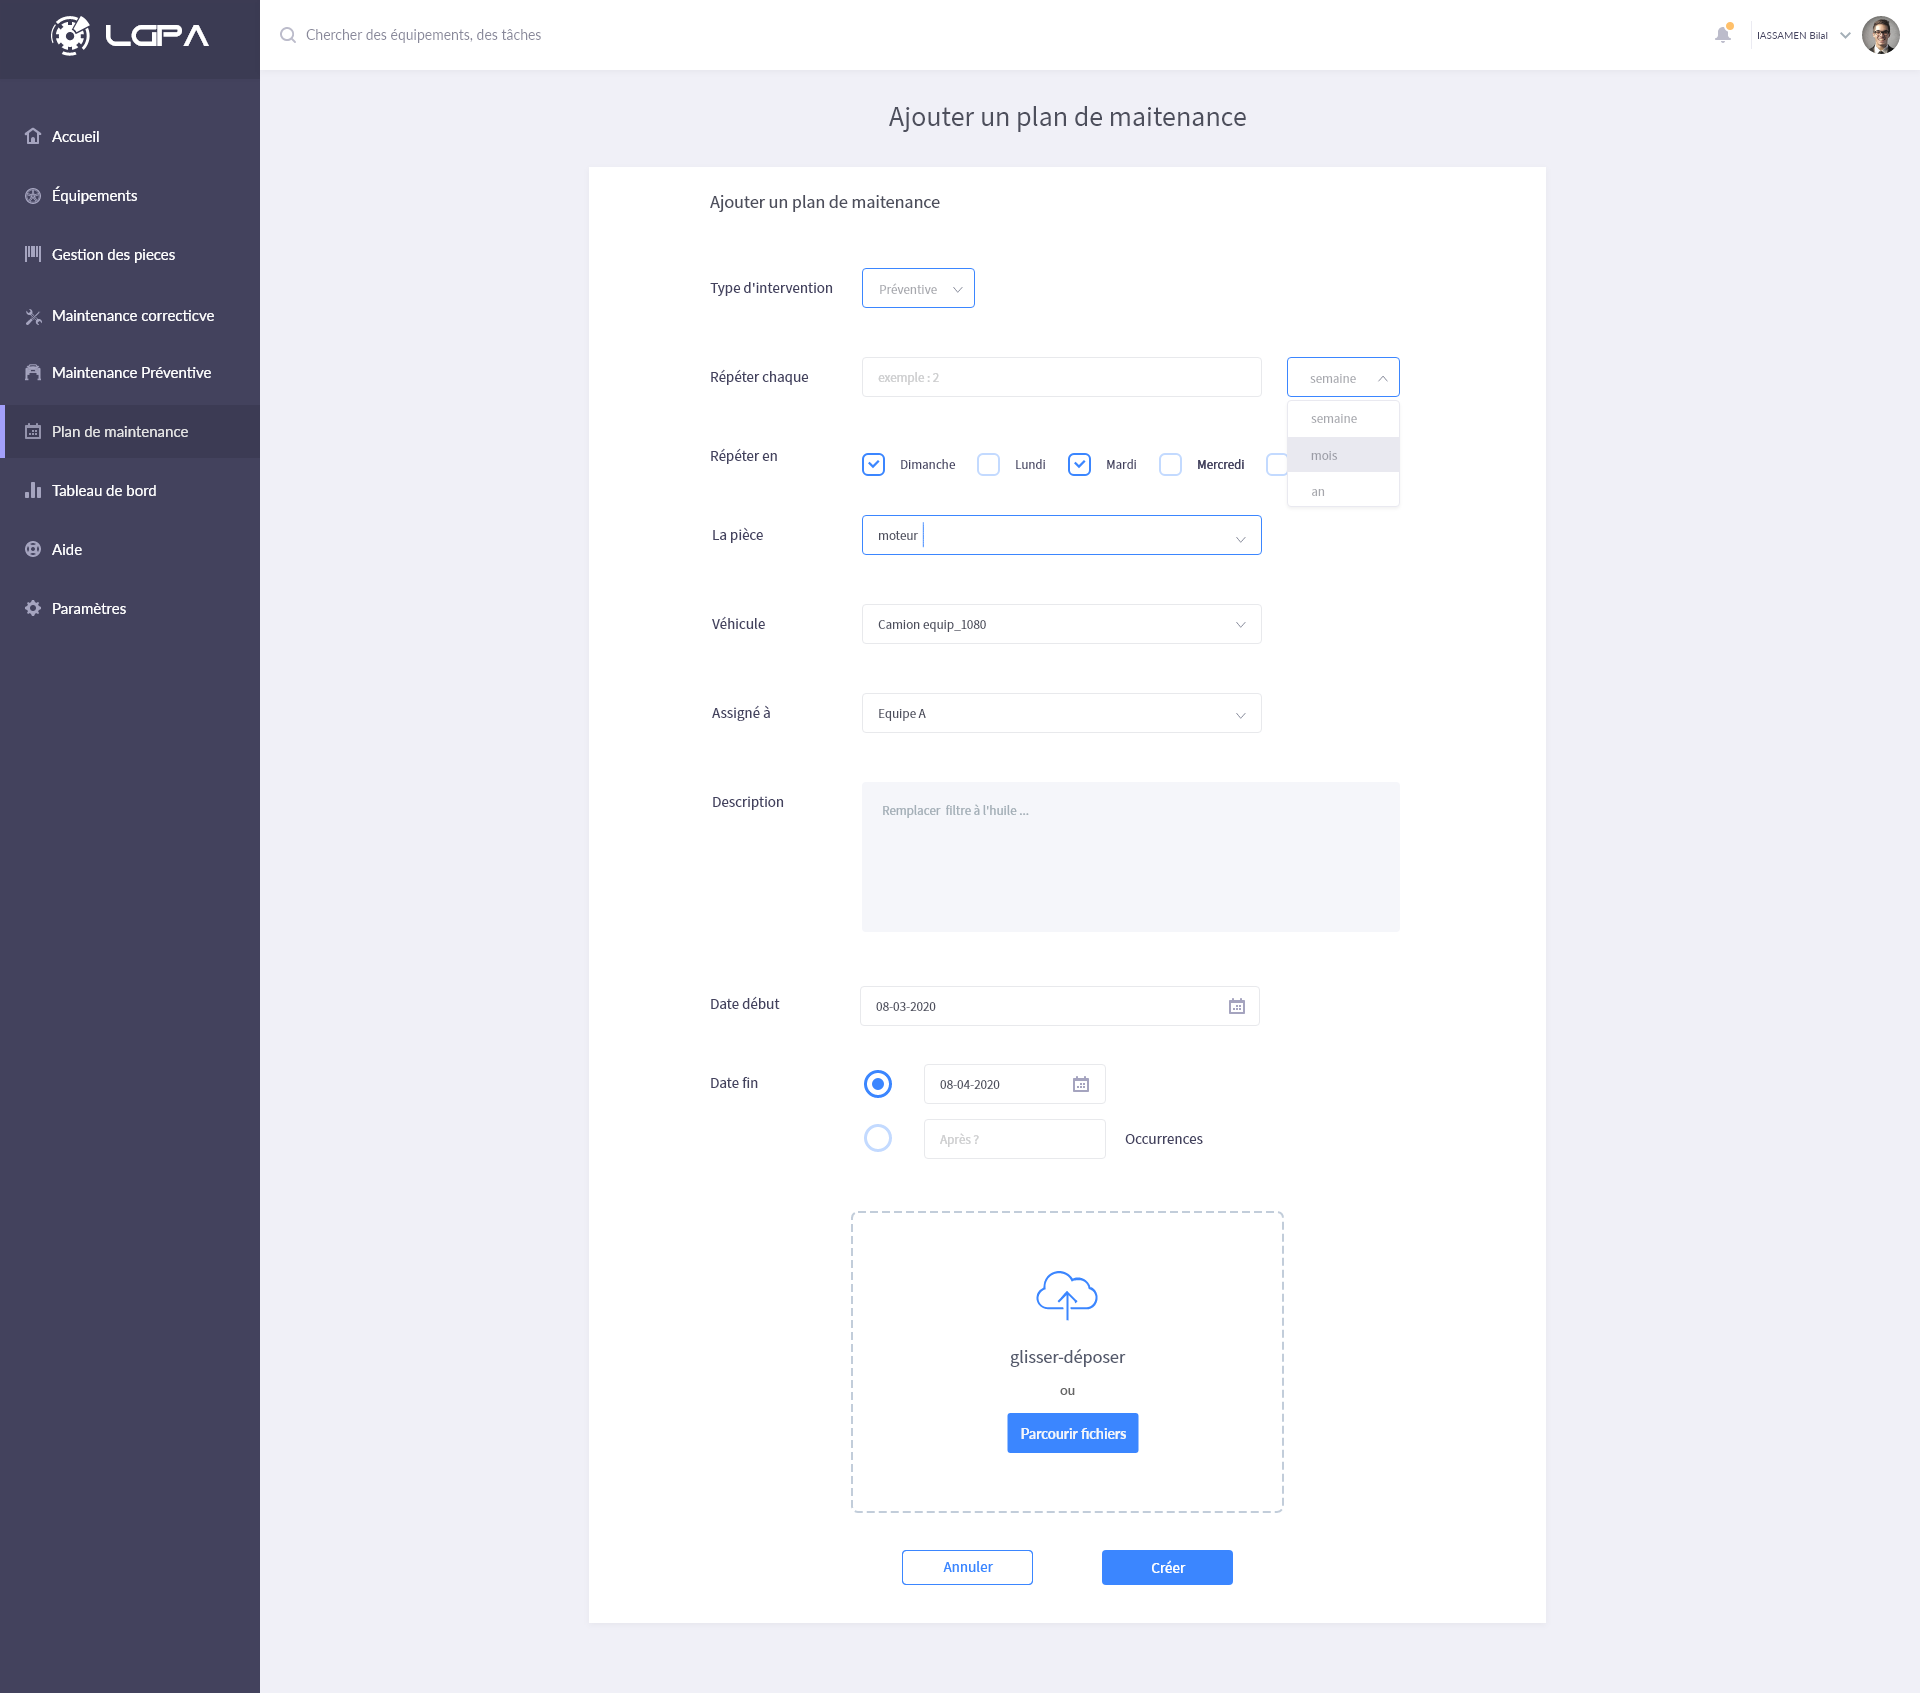 LGPA
Chercher des équipements, des tâches
IASSAMEN Bilal
Accueil
Équipements
Gestion des pieces
Maintenance correcticve
Maintenance Préventive
Plan de maintenance
Tableau de bord
Aide
Paramètres
Ajouter un plan de maitenance
Ajouter un plan de maitenance
Type d'intervention Préventive
Répéter chaque exemple : 2 semaine
semaine
mois
an
Répéter en Dimanche Lundi Mardi Mercredi
La pièce moteur
Véhicule Camion equip_1080
Assigné à Equipe A
Description Remplacer filtre à l'huile ...
Date début 08-03-2020
Date fin 08-04-2020
Après ? Occurrences
glisser-déposer
ou
Parcourir fichiers
Annuler Créer